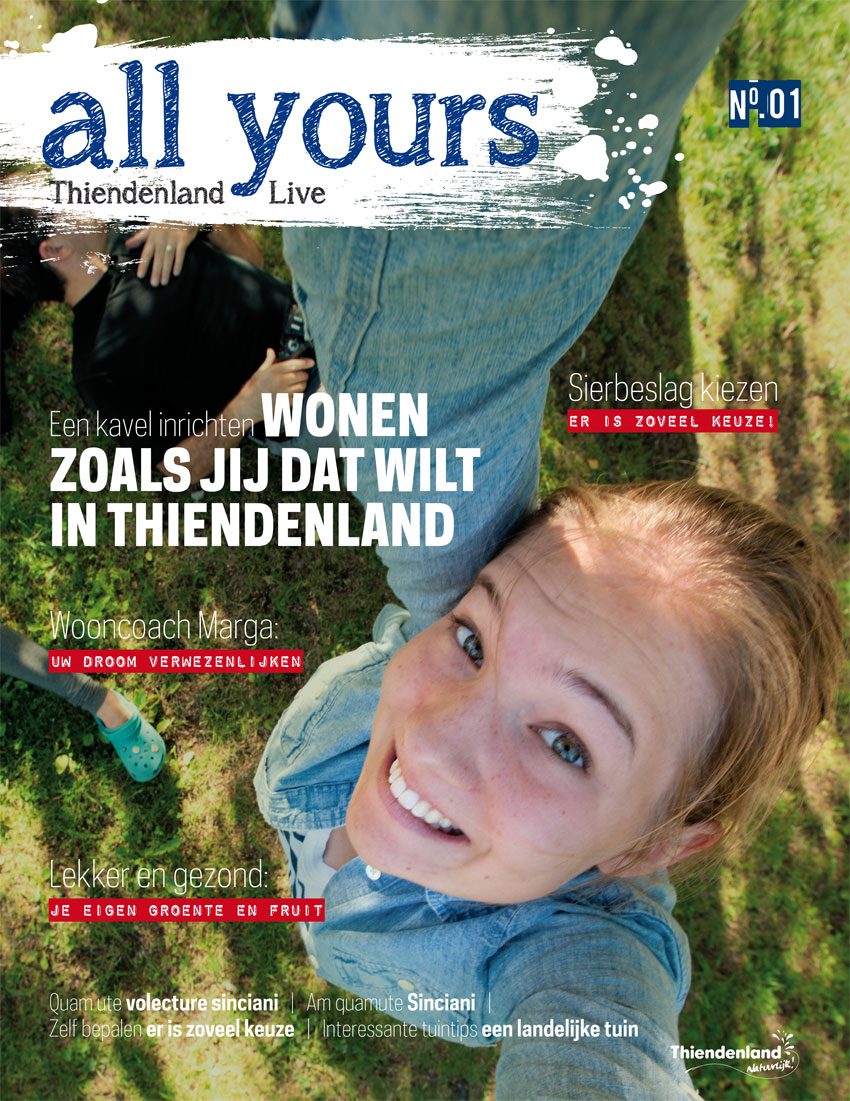 all yours
Thiendenland Live
No.01
Sierbeslag kiezen
ER IS ZOVEEL KEUZE!
Een kavel inrichten WONEN
ZOALS JIJ DAT WILT
IN THIENDENLAND
Wooncoach Marga:
UW DROOM VERWEZENLIJKEN
Lekker en gezond:
JE EIGEN GROENTE EN FRUIT
Quam ute volecture sinciani | Am quamute Sinciani |
Zelf bepalen er is zoveel keuze | Interessante tuintips een landelijke tuin
Thiendenland
Natuurlijk!